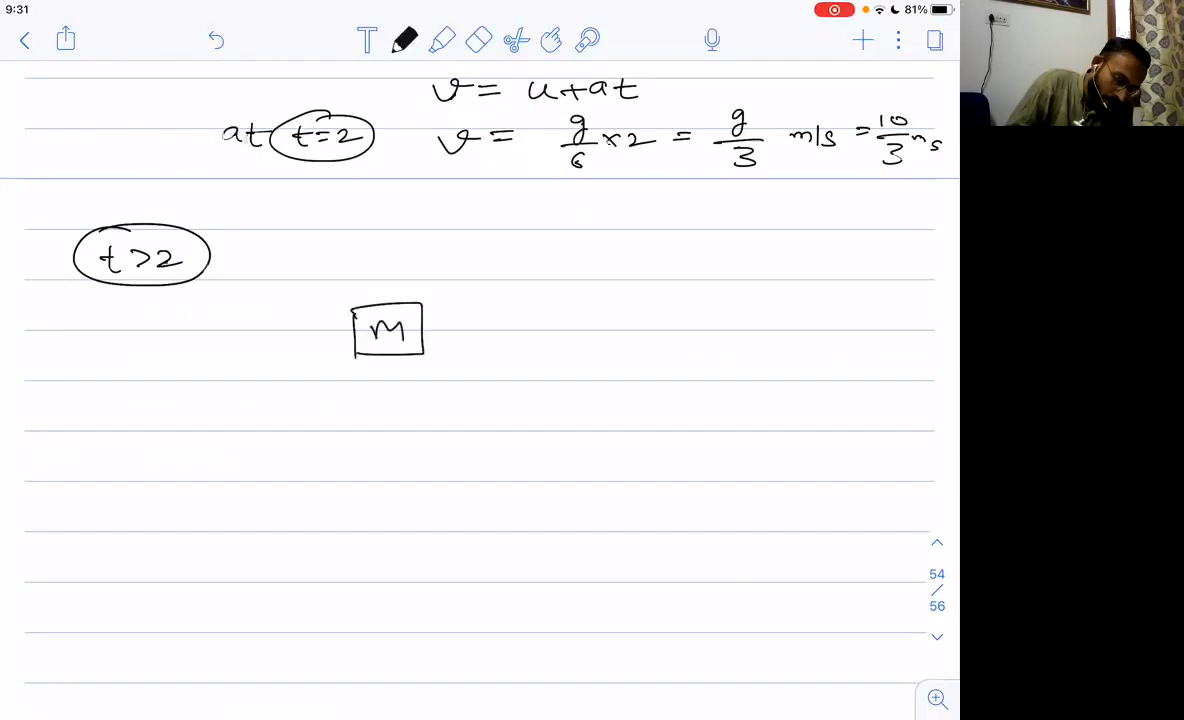 9:31
81%
T
v = u + at
at t = 2 v = g/6 × 2 = g/3 m/s = 10/3 m/s
t > 2
m
54
/
56